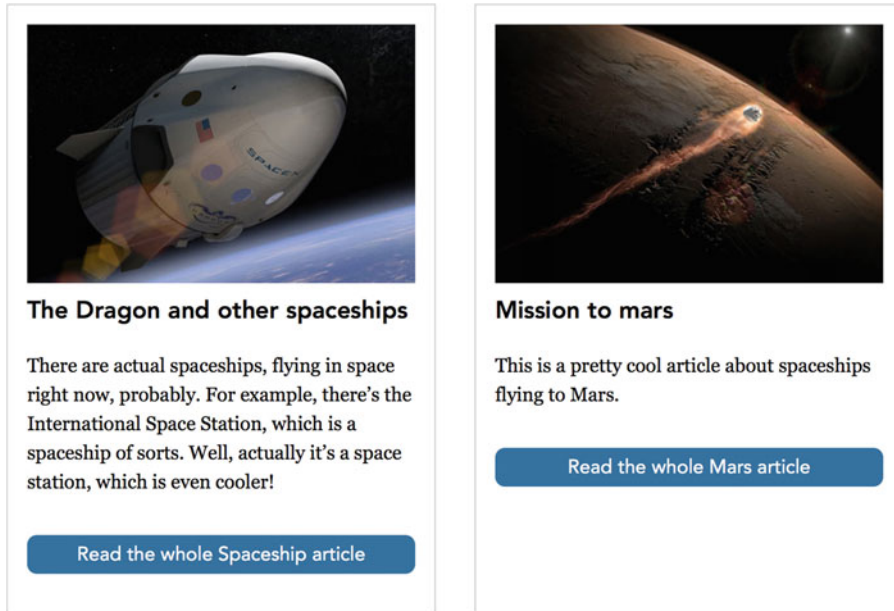 SPACEX
The Dragon and other spaceships
There are actual spaceships, flying in space
right now, probably. For example, there’s the
International Space Station, which is a
spaceship of sorts. Well, actually it’s a space
station, which is even cooler!
Read the whole Spaceship article
Mission to mars
This is a pretty cool article about spaceships
flying to Mars.
Read the whole Mars article